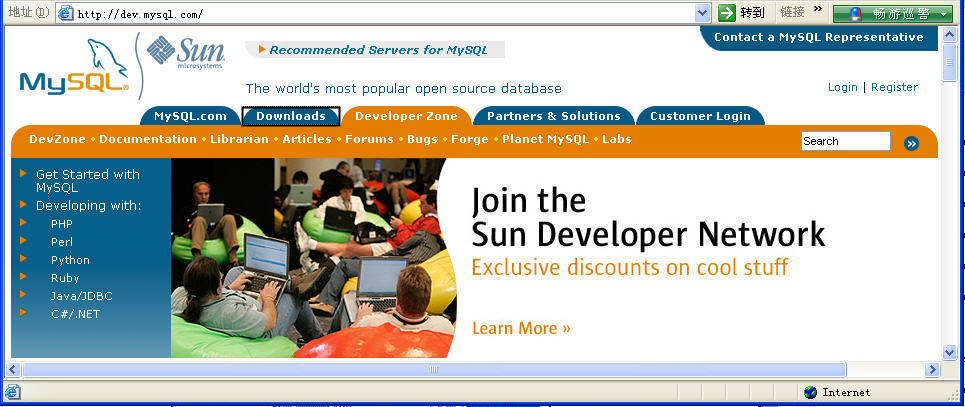 地址(D) http://dev.mysql.com/ 转到 链接 » 畅游巡警
MySQL® Sun microsystems
Recommended Servers for MySQL
Contact a MySQL Representative
The world's most popular open source database
Login | Register
MySQL.com Downloads Developer Zone Partners & Solutions Customer Login
DevZone • Documentation • Librarian • Articles • Forums • Bugs • Forge • Planet MySQL • Labs
Search »
Get Started with
MySQL
Developing with:
PHP
Perl
Python
Ruby
Java/JDBC
C#/.NET
Join the
Sun Developer Network
Exclusive discounts on cool stuff
Learn More »
Internet